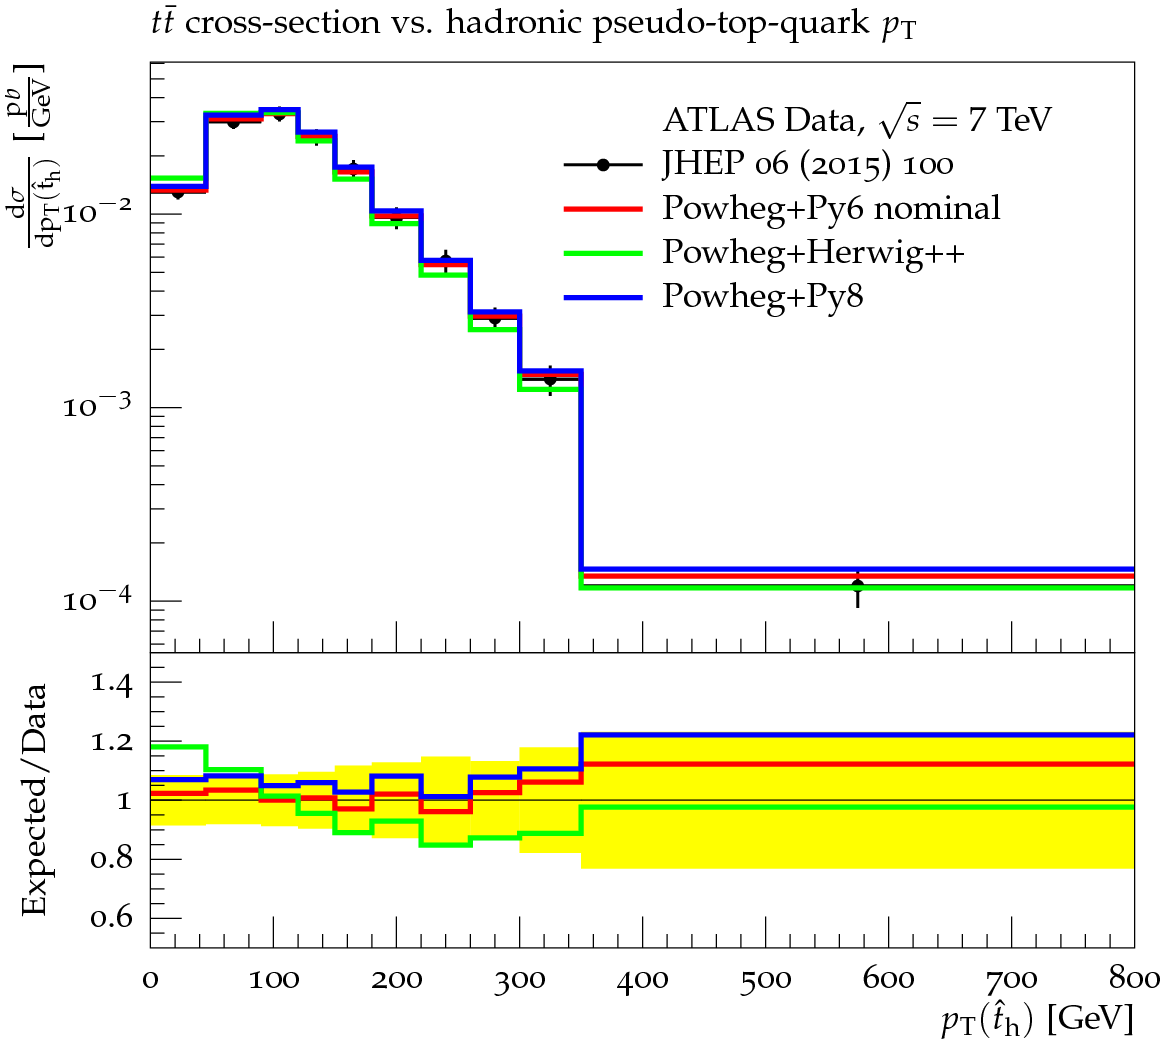 tt̄ cross-section vs. hadronic pseudo-top-quark pT
dσ/dpT(t̂h) [pb/GeV]
ATLAS Data, √s = 7 TeV
JHEP 06 (2015) 100
Powheg+Py6 nominal
Powheg+Herwig++
Powheg+Py8
10−2
10−3
10−4
Expected/Data
1.4
1.2
1
0.8
0.6
0 100 200 300 400 500 600 700 800
pT(t̂h) [GeV]